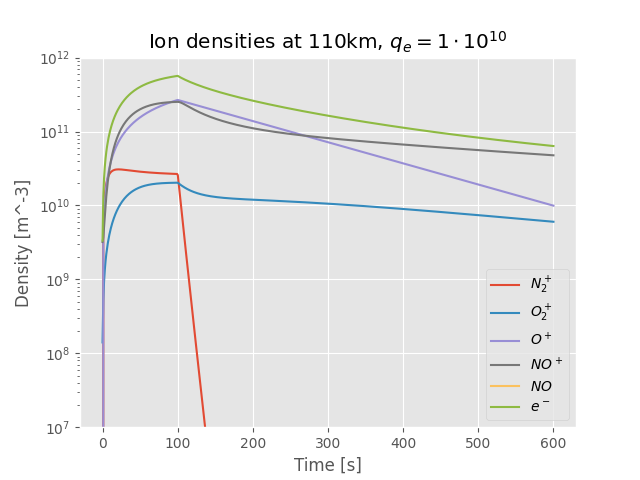 Ion densities at 110km, $q_e = 1 \cdot 10^{10}$
Density [m^-3]
10^12
10^11
10^10
10^9
10^8
10^7
N_2^+
O_2^+
O^+
NO^+
NO
e^-
0 100 200 300 400 500 600
Time [s]